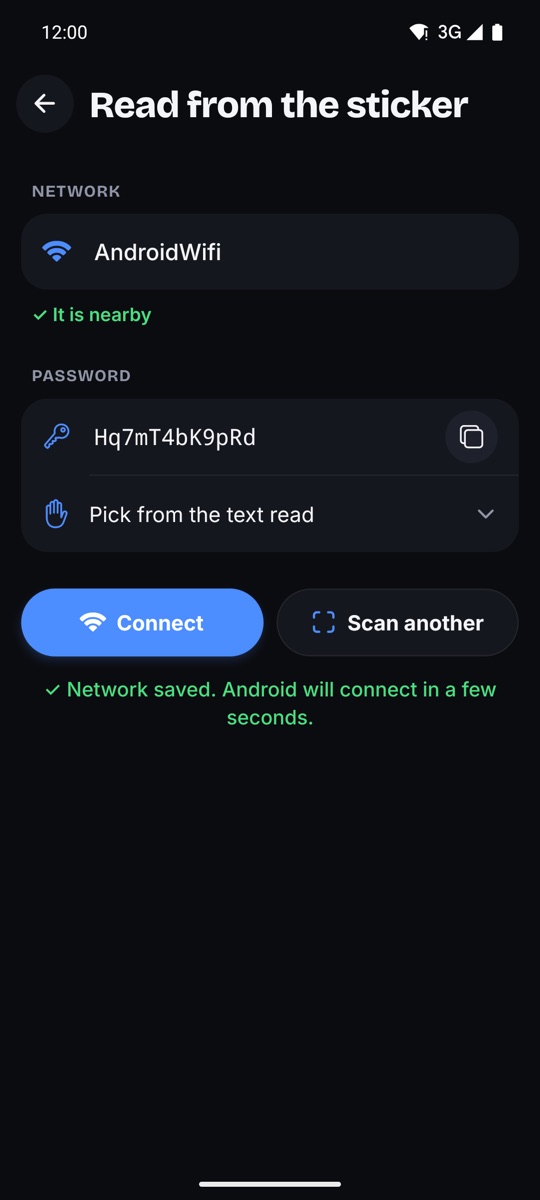 12:00
3G
Read from the sticker
NETWORK
AndroidWifi
✓ It is nearby
PASSWORD
Hq7mT4bK9pRd
Pick from the text read
Connect
Scan another
✓ Network saved. Android will connect in a few
seconds.